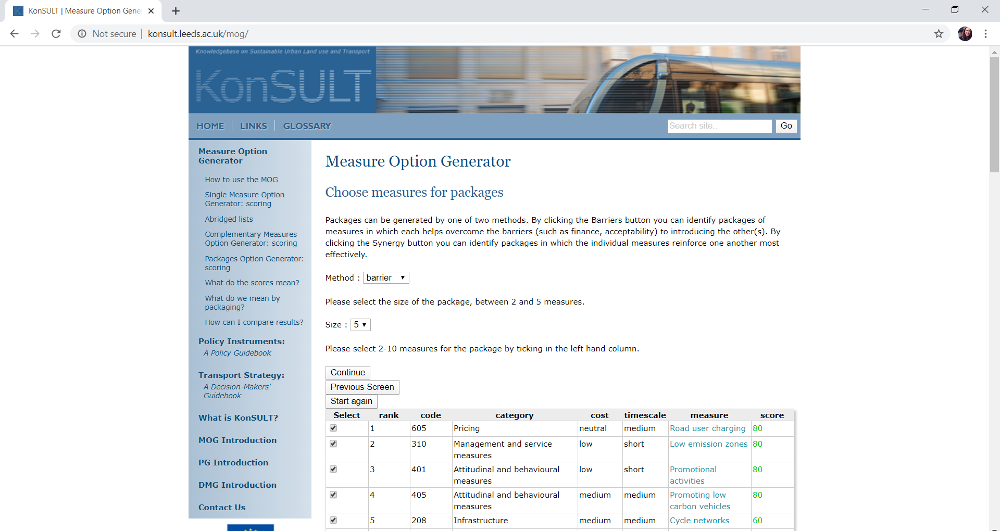 KonSULT | Measure Option Gene
Not secure | konsult.leeds.ac.uk/mog/
Knowledgebase on Sustainable Urban Land use and Transport
KonSULT
HOME LINKS GLOSSARY
Search site.. Go
Measure Option
Generator
How to use the MOG
Single Measure Option
Generator: scoring
Abridged lists
Complementary Measures
Option Generator: scoring
Packages Option Generator:
scoring
What do the scores mean?
What do we mean by
packaging?
How can I compare results?
Policy Instruments:
A Policy Guidebook
Transport Strategy:
A Decision-Makers'
Guidebook
What is KonSULT?
MOG Introduction
PG Introduction
DMG Introduction
Contact Us
Measure Option Generator
Choose measures for packages
Packages can be generated by one of two methods. By clicking the Barriers button you can identify packages of
measures in which each helps overcome the barriers (such as finance, acceptability) to introducing the other(s). By
clicking the Synergy button you can identify packages in which the individual measures reinforce one another most
effectively.
Method : barrier
Please select the size of the package, between 2 and 5 measures.
Size : 5
Please select 2-10 measures for the package by ticking in the left hand column.
Continue
Previous Screen
Start again
Select rank code category cost timescale measure score
1 605 Pricing neutral medium Road user charging 80
2 310 Management and service low short Low emission zones 80
measures
3 401 Attitudinal and behavioural low short Promotional 80
measures activities
4 405 Attitudinal and behavioural medium medium Promoting low 80
measures carbon vehicles
5 208 Infrastructure medium medium Cycle networks 60